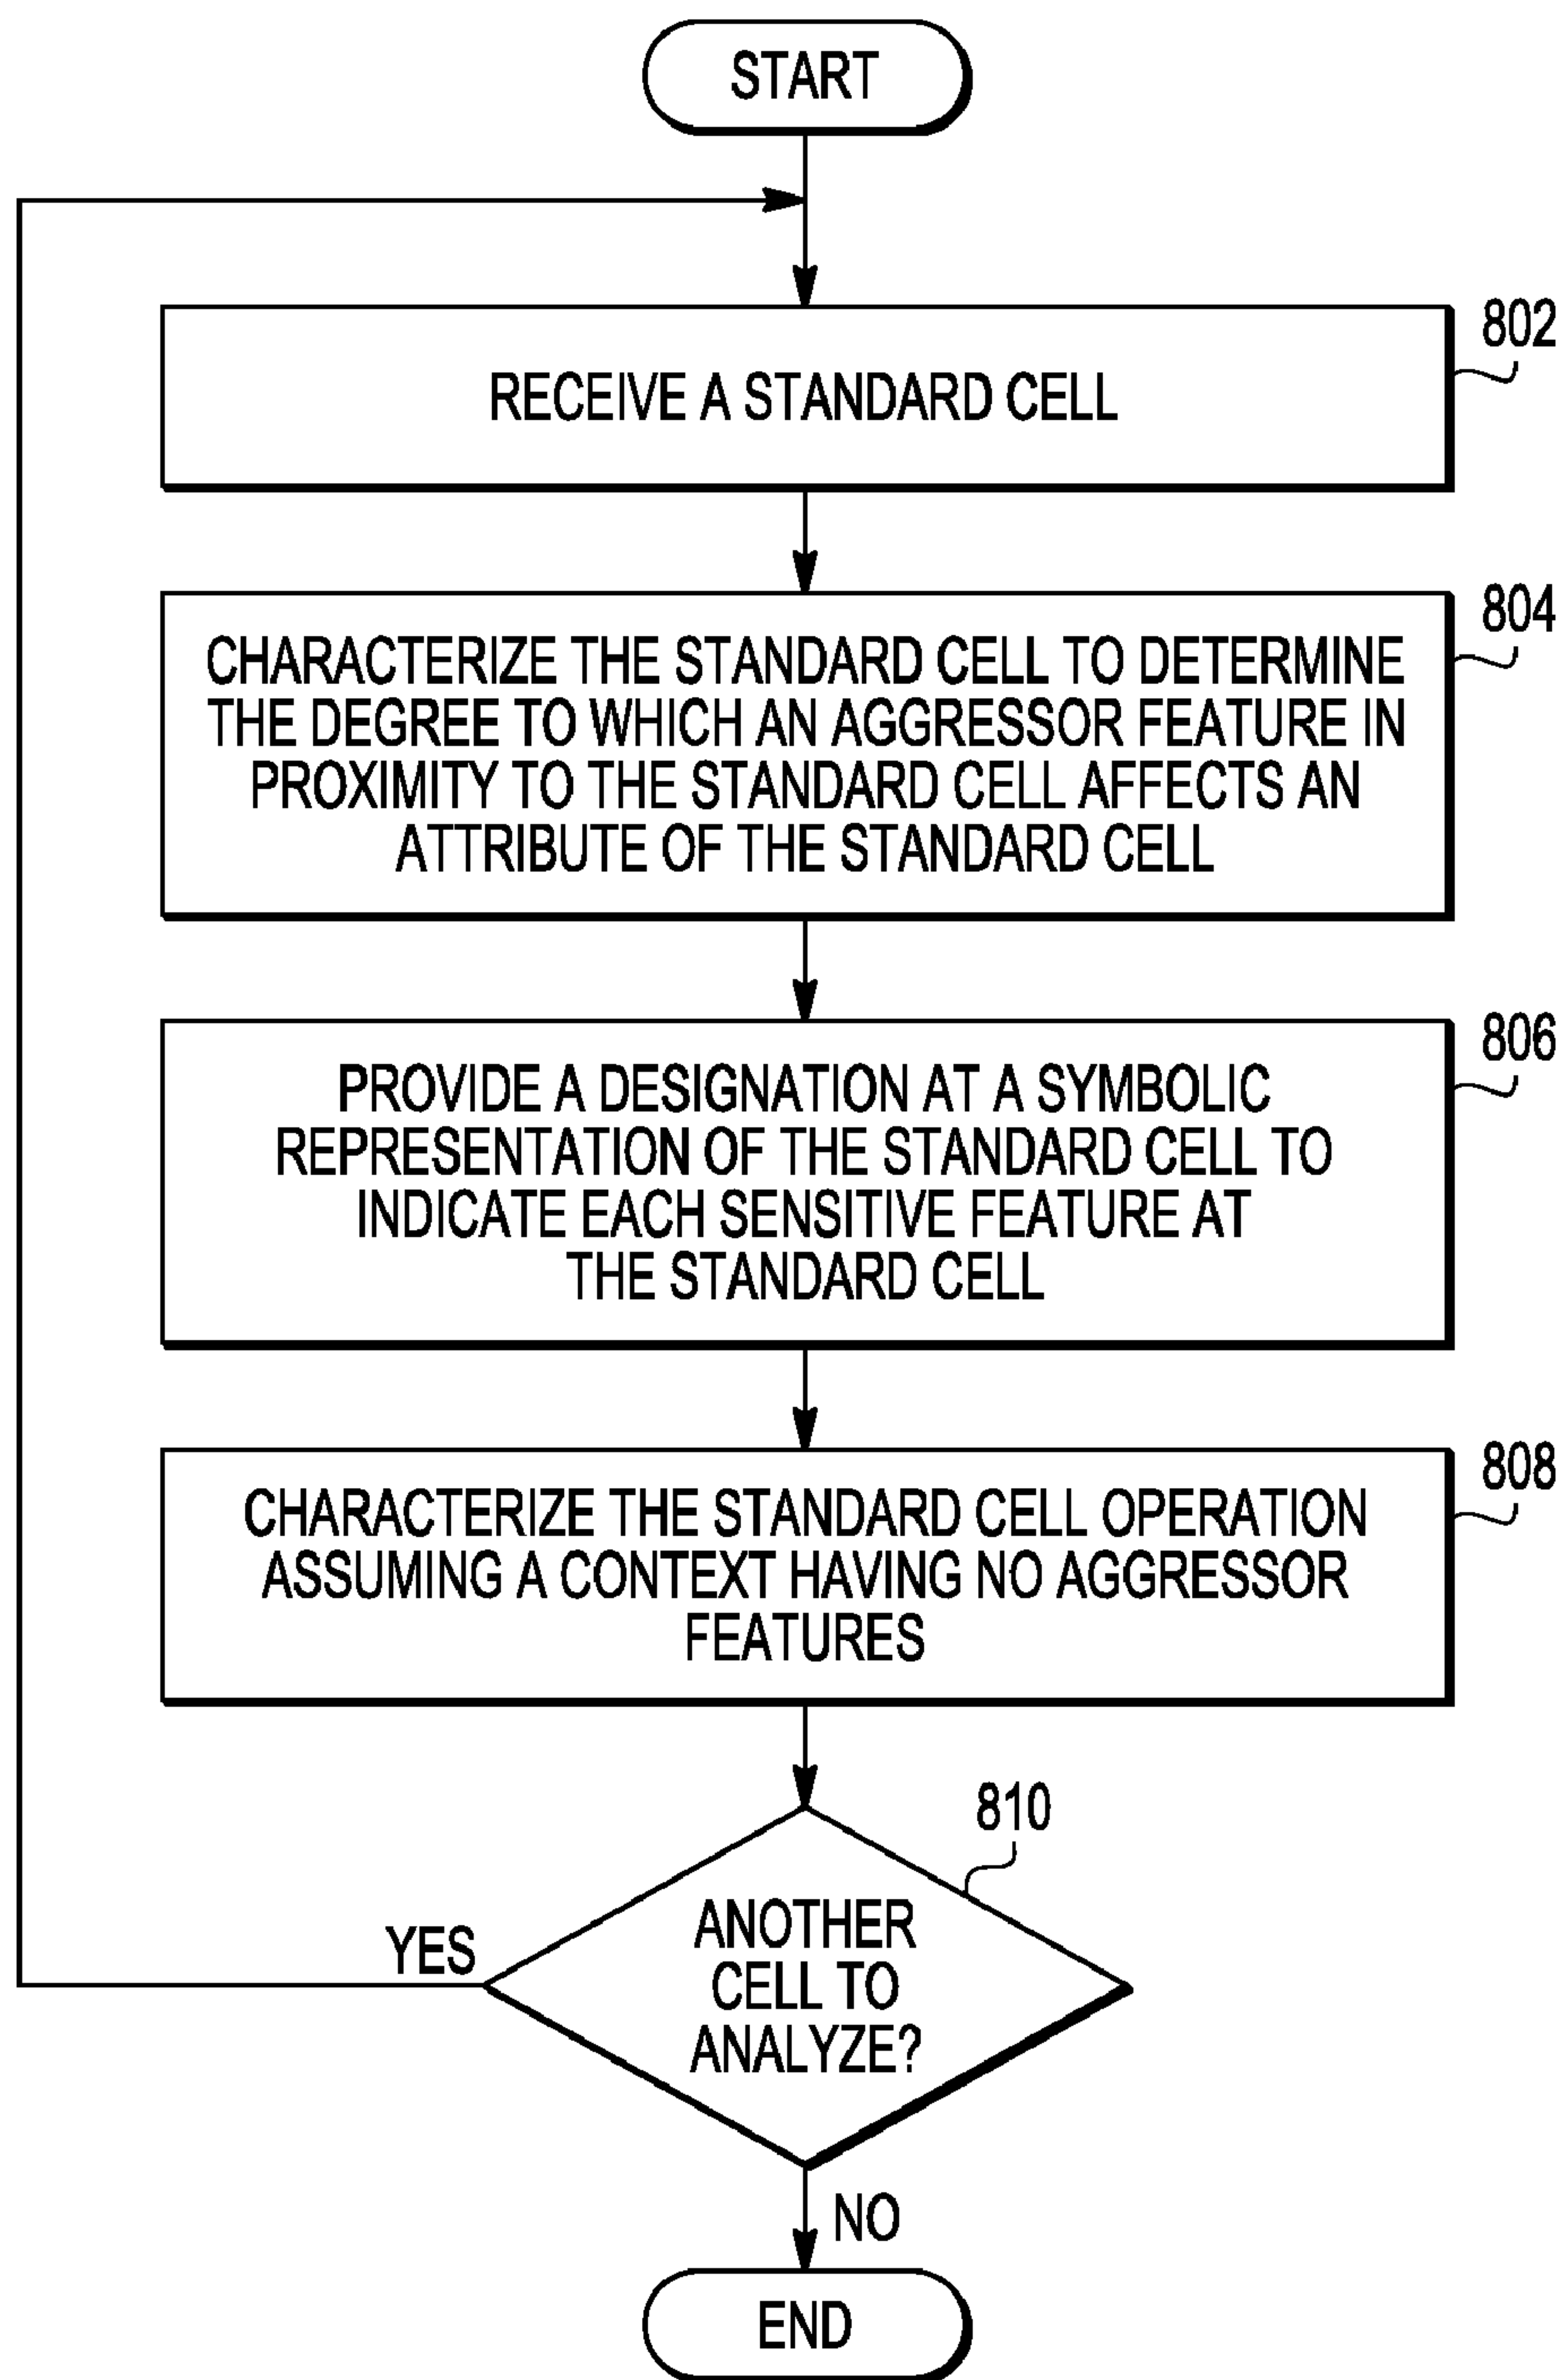 START
RECEIVE A STANDARD CELL
802
CHARACTERIZE THE STANDARD CELL TO DETERMINE
THE DEGREE TO WHICH AN AGGRESSOR FEATURE IN
PROXIMITY TO THE STANDARD CELL AFFECTS AN
ATTRIBUTE OF THE STANDARD CELL
804
PROVIDE A DESIGNATION AT A SYMBOLIC
REPRESENTATION OF THE STANDARD CELL TO
INDICATE EACH SENSITIVE FEATURE AT
THE STANDARD CELL
806
CHARACTERIZE THE STANDARD CELL OPERATION
ASSUMING A CONTEXT HAVING NO AGGRESSOR
FEATURES
808
810
ANOTHER
CELL TO
ANALYZE?
YES
NO
END